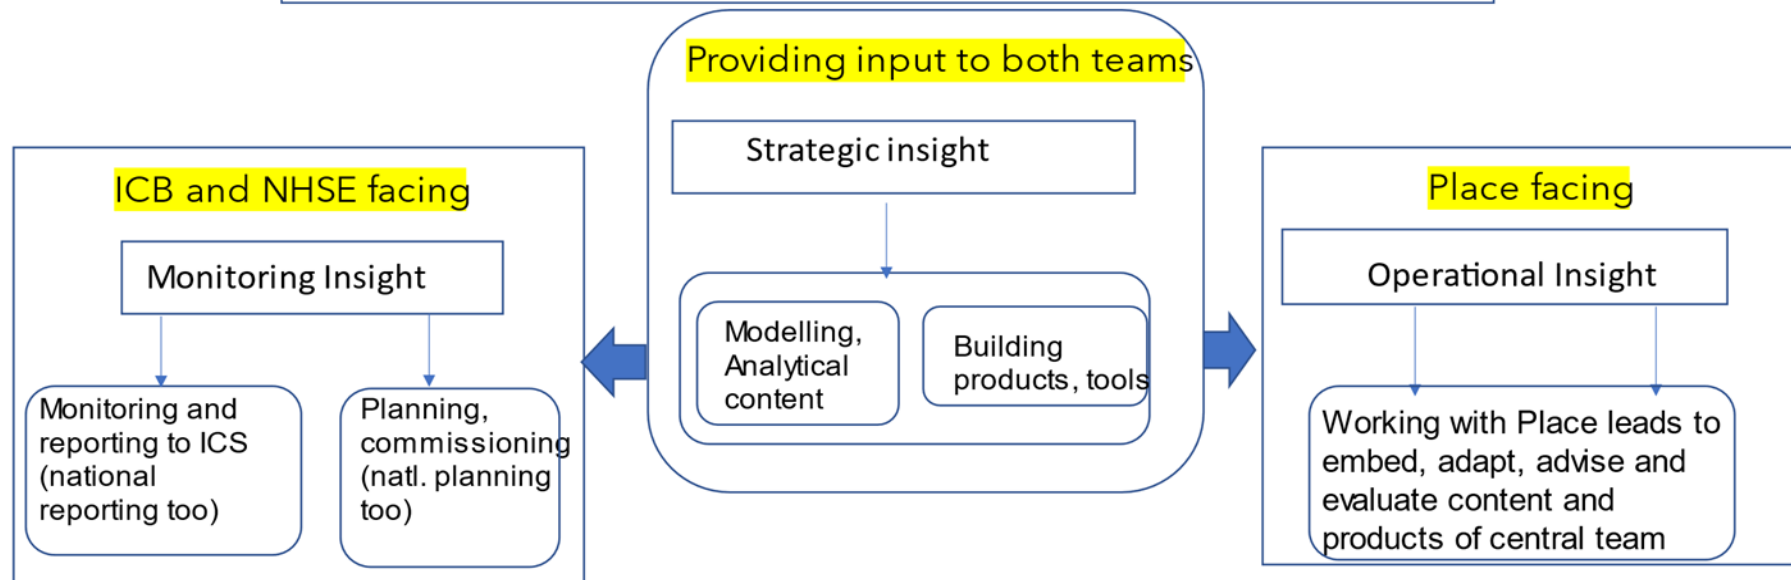 Providing input to both teams
Strategic insight
Modelling,
Analytical
content
Building
products, tools
ICB and NHSE facing
Monitoring Insight
Monitoring and
reporting to ICS
(national
reporting too)
Planning,
commissioning
(natl. planning
too)
Place facing
Operational Insight
Working with Place leads to
embed, adapt, advise and
evaluate content and
products of central team